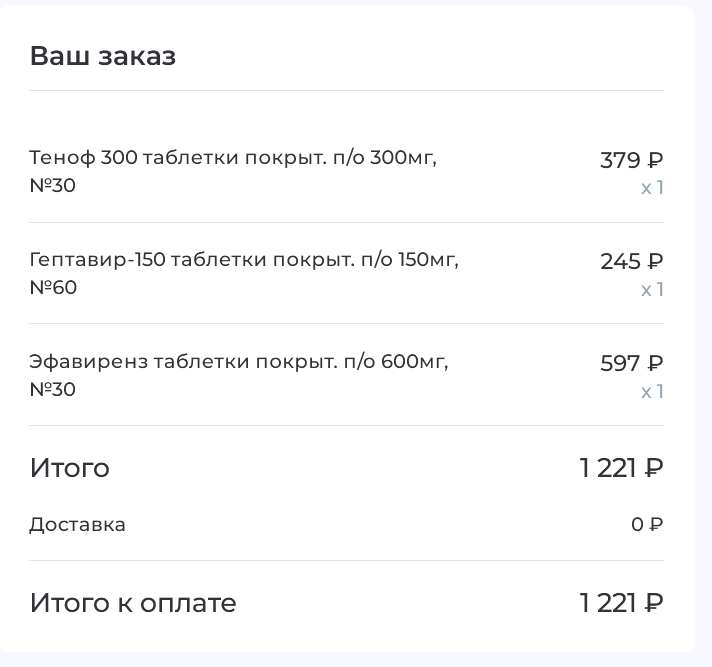 Ваш заказ
Теноф 300 таблетки покрыт. п/о 300мг,
№30
379 ₽
x 1
Гептавир-150 таблетки покрыт. п/о 150мг,
№60
245 ₽
x 1
Эфавиренз таблетки покрыт. п/о 600мг,
№30
597 ₽
x 1
Итого 1 221 ₽
Доставка 0 ₽
Итого к оплате 1 221 ₽